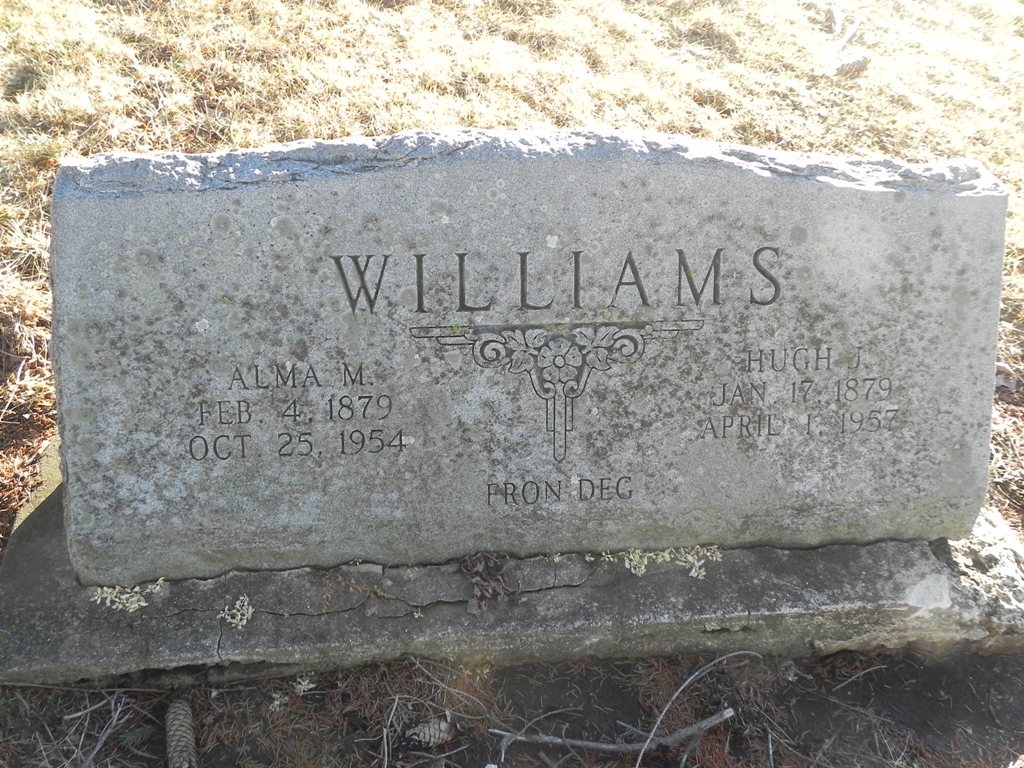 WILLIAMS
ALMA M.
FEB. 4, 1879
OCT. 25, 1954
HUGH J.
JAN. 17, 1879
APRIL 1, 1957
FRON DEG